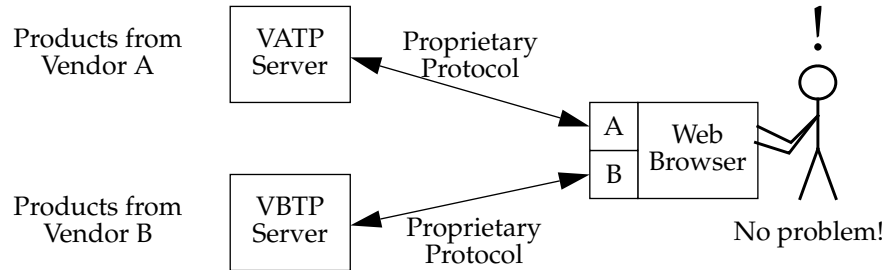 Products from
Vendor A
VATP
Server
Proprietary
Protocol
!
A
B
Web
Browser
Products from
Vendor B
VBTP
Server
Proprietary
Protocol
No problem!